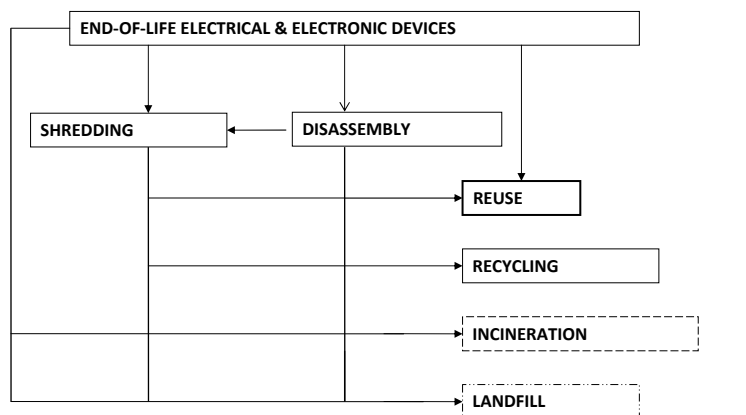 END-OF-LIFE ELECTRICAL & ELECTRONIC DEVICES
SHREDDING
DISASSEMBLY
REUSE
RECYCLING
INCINERATION
LANDFILL